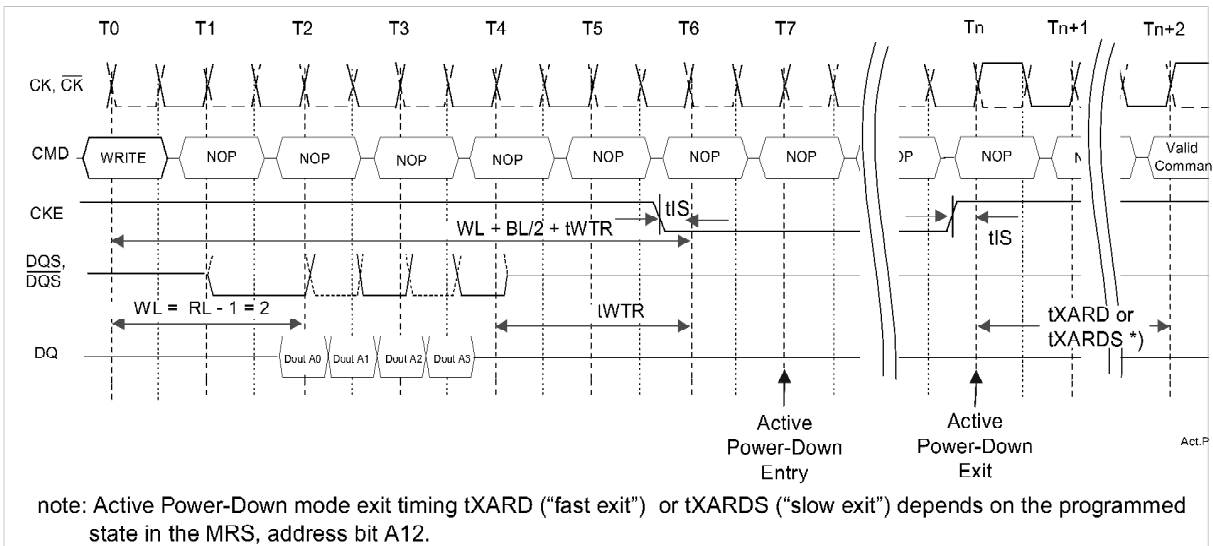 T0 T1 T2 T3 T4 T5 T6 T7 Tn Tn+1 Tn+2
CK, CK
CMD WRITE NOP NOP NOP NOP NOP NOP NOP OP NOP N Valid
Comman
CKE tIS
WL + BL/2 + tWTR tIS
DQS,
DQS
WL = RL - 1 = 2 tWTR tXARD or
tXARDS *)
DQ Dout A0 Dout A1 Dout A2 Dout A3
Active Active
Power-Down Power-Down
Entry Exit
Act.P
note: Active Power-Down mode exit timing tXARD (“fast exit”) or tXARDS (“slow exit”) depends on the programmed
state in the MRS, address bit A12.